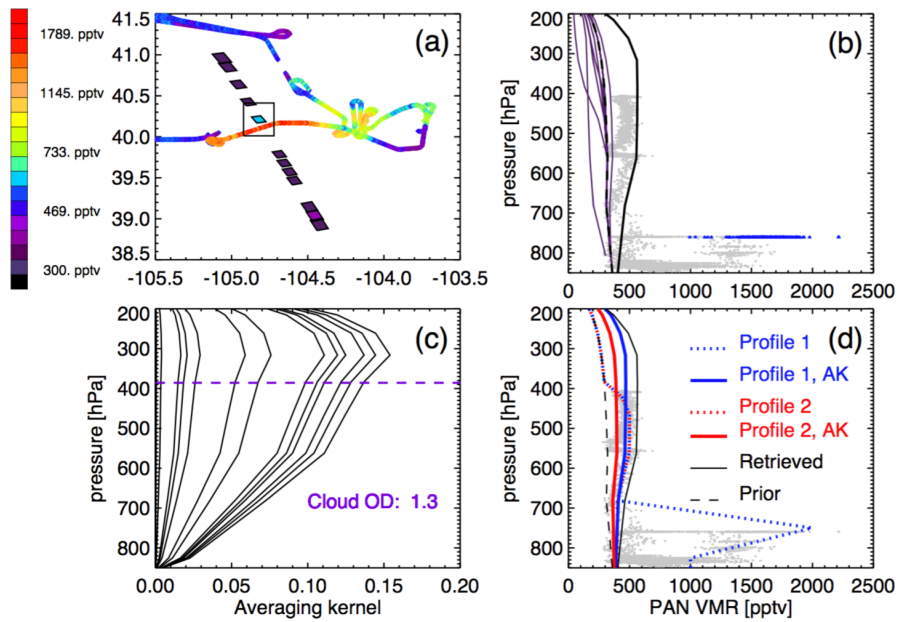 1789. pptv
1145. pptv
733. pptv
469. pptv
300. pptv
41.5
41.0
40.5
40.0
39.5
39.0
38.5
-105.5 -105.0 -104.5 -104.0 -103.5
(a)
pressure [hPa]
200
300
400
500
600
700
800
0 500 1000 1500 2000 2500
(b)
pressure [hPa]
200
300
400
500
600
700
800
0.00 0.05 0.10 0.15 0.20
Averaging kernel
(c)
Cloud OD: 1.3
pressure [hPa]
200
300
400
500
600
700
800
0 500 1000 1500 2000 2500
PAN VMR [pptv]
(d)
Profile 1
Profile 1, AK
Profile 2
Profile 2, AK
Retrieved
Prior